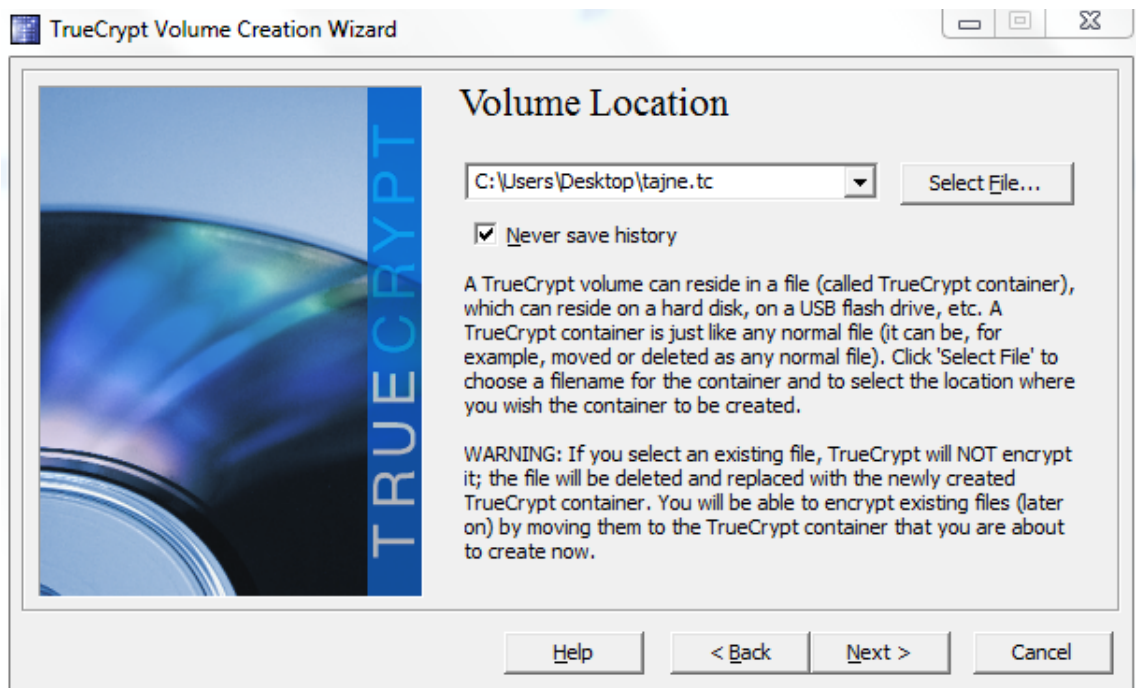 TrueCrypt Volume Creation Wizard
TRUECRYPT
Volume Location
C:\Users\Desktop\tajne.tc
Select File...
Never save history
A TrueCrypt volume can reside in a file (called TrueCrypt container),
which can reside on a hard disk, on a USB flash drive, etc. A
TrueCrypt container is just like any normal file (it can be, for
example, moved or deleted as any normal file). Click 'Select File' to
choose a filename for the container and to select the location where
you wish the container to be created.
WARNING: If you select an existing file, TrueCrypt will NOT encrypt
it; the file will be deleted and replaced with the newly created
TrueCrypt container. You will be able to encrypt existing files (later
on) by moving them to the TrueCrypt container that you are about
to create now.
Help
< Back
Next >
Cancel